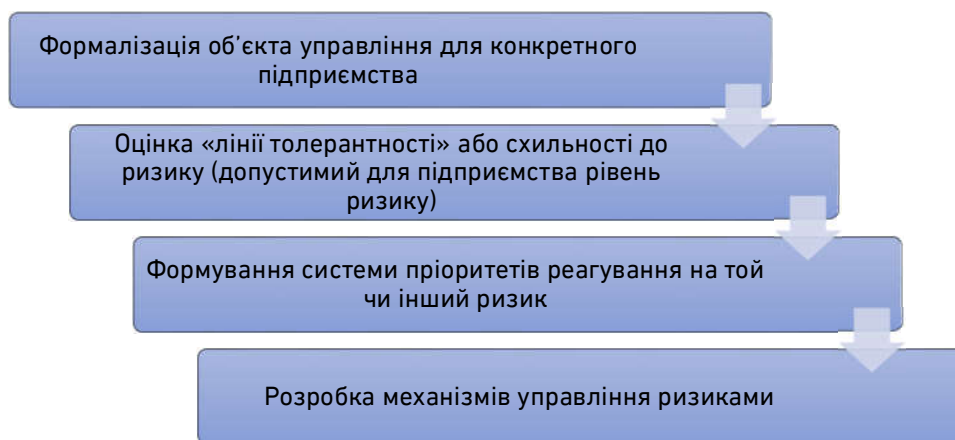 Формалізація об’єкта управління для конкретного
підприємства
Оцінка «лінії толерантності» або схильності до
ризику (допустимий для підприємства рівень
ризику)
Формування системи пріоритетів реагування на той
чи інший ризик
Розробка механізмів управління ризиками